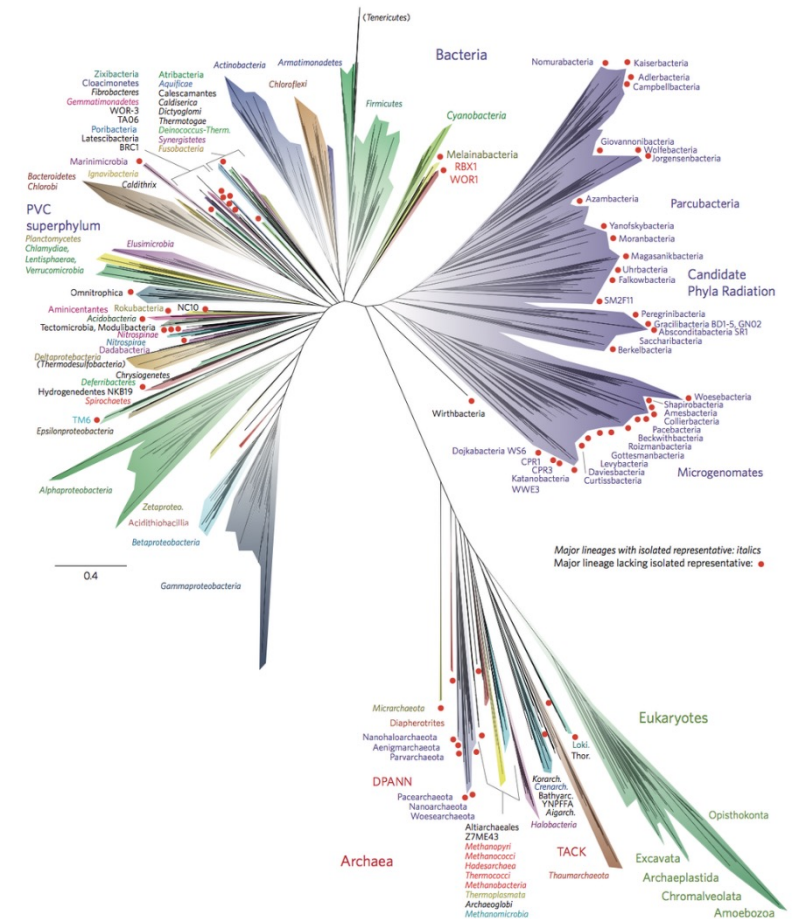 (Tenericutes)
Bacteria
Actinobacteria
Armatimonadetes
Chloroflexi
Firmicutes
Cyanobacteria
Melainabacteria
RBX1
WOR1
Zixibacteria
Cloacimonetes
Fibrobacteres
Gemmatimonadetes
WOR-3
TA06
Poribacteria
Latescibacteria
BRC1
Atribacteria
Aquificae
Calescamantes
Caldiserica
Dictyoglomi
Thermotogae
Deinococcus-Therm.
Synergistetes
Fusobacteria
Marinimicrobia
Ignavibacteria
Bacteroidetes
Chlorobi
Caldithrix
PVC
superphylum
Planctomycetes
Chlamydiae,
Lentisphaerae,
Verrucomicrobia
Elusimicrobia
Omnitrophica
Aminicentantes
Rokubacteria
NC10
Acidobacteria
Tectomicrobia, Modulibacteria
Nitrospinae
Nitrospirae
Dadabacteria
Deltaproteobacteria
(Thermodesulfobacteria)
Chrysiogenetes
Deferribacteres
Hydrogenedentes NKB19
Spirochaetes
TM6
Epsilonproteobacteria
Alphaproteobacteria
Zetaproteo.
Acidithiobacillia
Betaproteobacteria
Gammaproteobacteria
0.4
Nomurabacteria
Kaiserbacteria
Adlerbacteria
Campbellbacteria
Giovannonibacteria
Wolfebacteria
Jorgensenbacteria
Azambacteria
Parcubacteria
Yanofskybacteria
Moranbacteria
Magasanikbacteria
Uhrbacteria
Falkowbacteria
Candidate
Phyla Radiation
SM2F11
Peregrinibacteria
Gracilibacteria BD1-5, GN02
Absconditabacteria SR1
Saccharibacteria
Berkelbacteria
Woesebacteria
Shapirobacteria
Amesbacteria
Collierbacteria
Pacebacteria
Beckwithbacteria
Roizmanbacteria
Gottesmanbacteria
Levybacteria
Daviesbacteria
Curtissbacteria
Microgenomates
Wirthbacteria
Dojkabacteria WS6
CPR1
CPR3
Katanobacteria
WWE3
Major lineages with isolated representative: italics
Major lineage lacking isolated representative:
Micrarchaeota
Diapherotrites
Nanohaloarchaeota
Aenigmarchaeota
Parvarchaeota
DPANN
Pacearchaeota
Nanoarchaeota
Woesearchaeota
Archaea
Altiarchaeales
Z7ME43
Methanopyri
Methanococci
Hadesarchaea
Thermococci
Methanobacteria
Thermoplasmata
Archaeoglobi
Methanomicrobia
Halobacteria
Korarch.
Crenarch.
Bathyarc.
YNPFFA
Aigarch.
TACK
Thaumarchaeota
Loki.
Thor.
Eukaryotes
Opisthokonta
Excavata
Archaeplastida
Chromalveolata
Amoebozoa